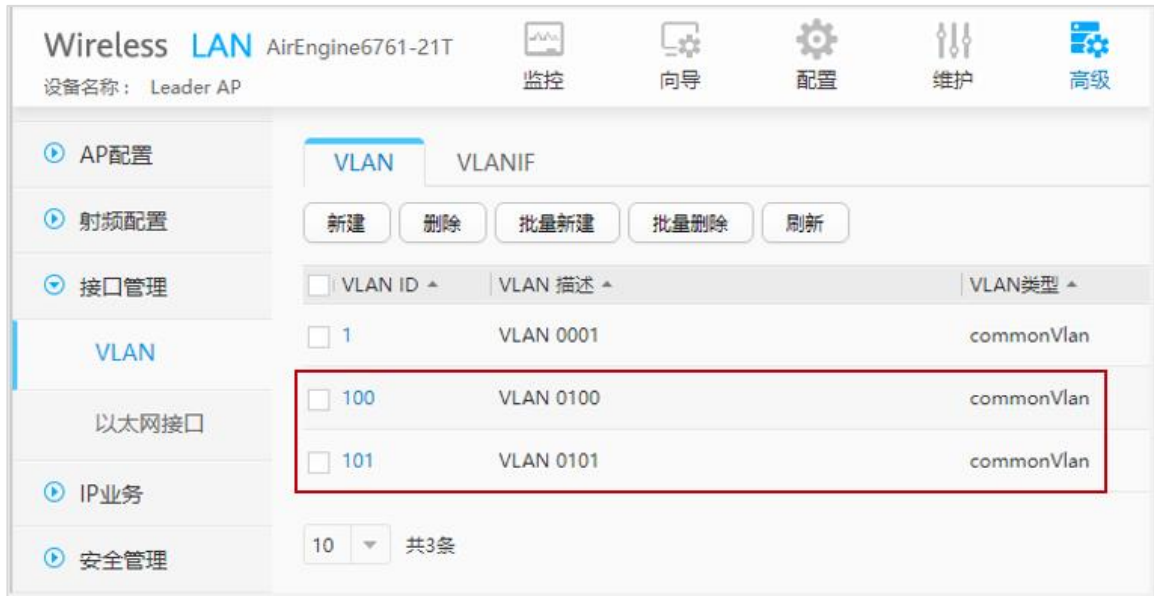 Wireless LAN AirEngine6761-21T
设备名称： Leader AP
监控
向导
配置
维护
高级
AP配置
射频配置
接口管理
VLAN
以太网接口
IP业务
安全管理
VLAN VLANIF
新建 删除 批量新建 批量删除 刷新
VLAN ID VLAN 描述 VLAN类型
1 VLAN 0001 commonVlan
100 VLAN 0100 commonVlan
101 VLAN 0101 commonVlan
10 共3条